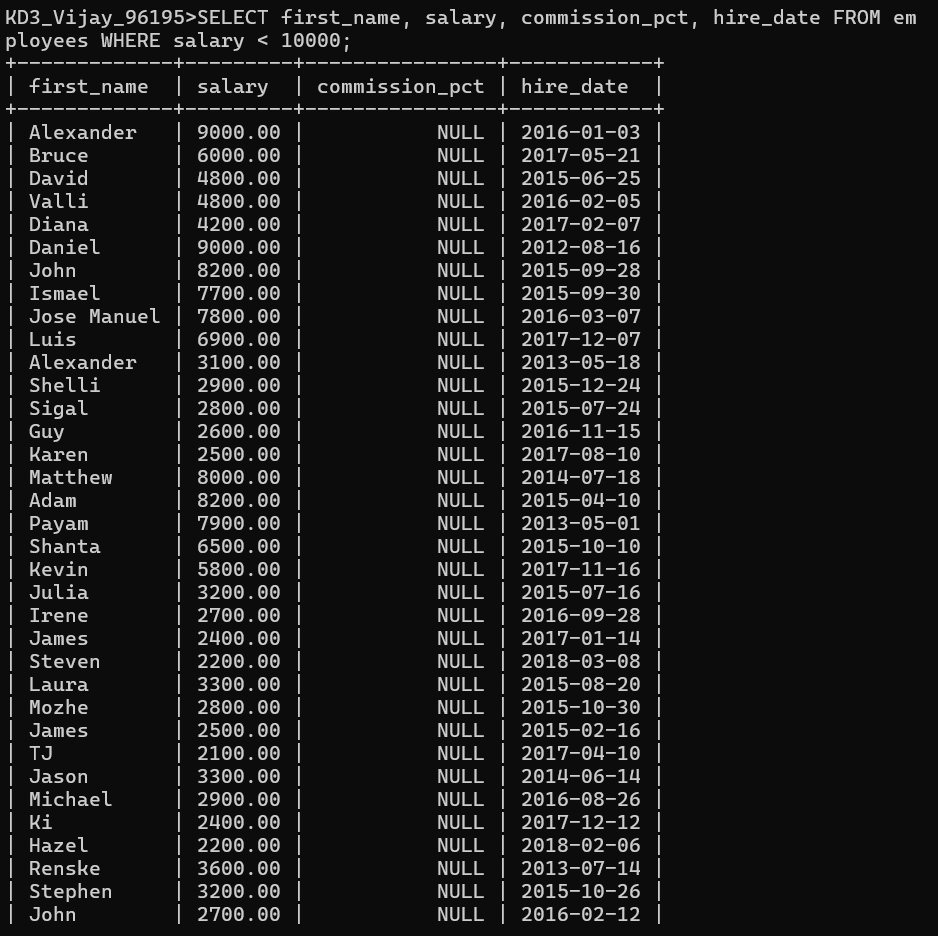 KD3_Vijay_96195>SELECT first_name, salary, commission_pct, hire_date FROM em
ployees WHERE salary < 10000;
+-------------+---------+----------------+------------+
| first_name  | salary  | commission_pct | hire_date  |
+-------------+---------+----------------+------------+
| Alexander   | 9000.00 |           NULL | 2016-01-03 |
| Bruce       | 6000.00 |           NULL | 2017-05-21 |
| David       | 4800.00 |           NULL | 2015-06-25 |
| Valli       | 4800.00 |           NULL | 2016-02-05 |
| Diana       | 4200.00 |           NULL | 2017-02-07 |
| Daniel      | 9000.00 |           NULL | 2012-08-16 |
| John        | 8200.00 |           NULL | 2015-09-28 |
| Ismael      | 7700.00 |           NULL | 2015-09-30 |
| Jose Manuel | 7800.00 |           NULL | 2016-03-07 |
| Luis        | 6900.00 |           NULL | 2017-12-07 |
| Alexander   | 3100.00 |           NULL | 2013-05-18 |
| Shelli      | 2900.00 |           NULL | 2015-12-24 |
| Sigal       | 2800.00 |           NULL | 2015-07-24 |
| Guy         | 2600.00 |           NULL | 2016-11-15 |
| Karen       | 2500.00 |           NULL | 2017-08-10 |
| Matthew     | 8000.00 |           NULL | 2014-07-18 |
| Adam        | 8200.00 |           NULL | 2015-04-10 |
| Payam       | 7900.00 |           NULL | 2013-05-01 |
| Shanta      | 6500.00 |           NULL | 2015-10-10 |
| Kevin       | 5800.00 |           NULL | 2017-11-16 |
| Julia       | 3200.00 |           NULL | 2015-07-16 |
| Irene       | 2700.00 |           NULL | 2016-09-28 |
| James       | 2400.00 |           NULL | 2017-01-14 |
| Steven      | 2200.00 |           NULL | 2018-03-08 |
| Laura       | 3300.00 |           NULL | 2015-08-20 |
| Mozhe       | 2800.00 |           NULL | 2015-10-30 |
| James       | 2500.00 |           NULL | 2015-02-16 |
| TJ          | 2100.00 |           NULL | 2017-04-10 |
| Jason       | 3300.00 |           NULL | 2014-06-14 |
| Michael     | 2900.00 |           NULL | 2016-08-26 |
| Ki          | 2400.00 |           NULL | 2017-12-12 |
| Hazel       | 2200.00 |           NULL | 2018-02-06 |
| Renske      | 3600.00 |           NULL | 2013-07-14 |
| Stephen     | 3200.00 |           NULL | 2015-10-26 |
| John        | 2700.00 |           NULL | 2016-02-12 |